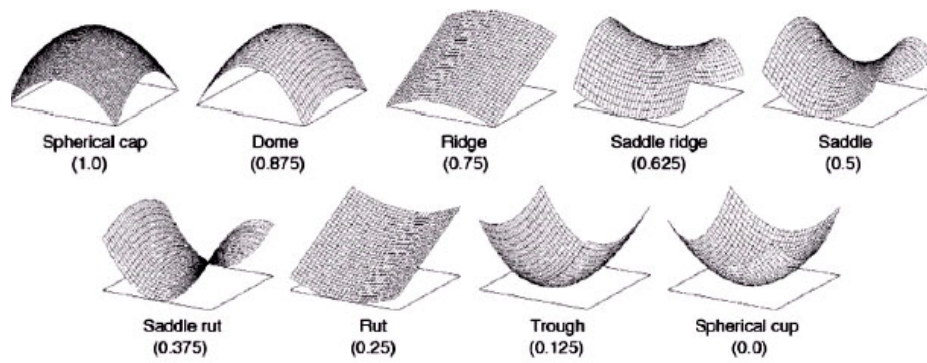 Spherical cap Dome Ridge Saddle ridge Saddle
(1.0) (0.875) (0.75) (0.625) (0.5)
Saddle rut Rut Trough Spherical cup
(0.375) (0.25) (0.125) (0.0)